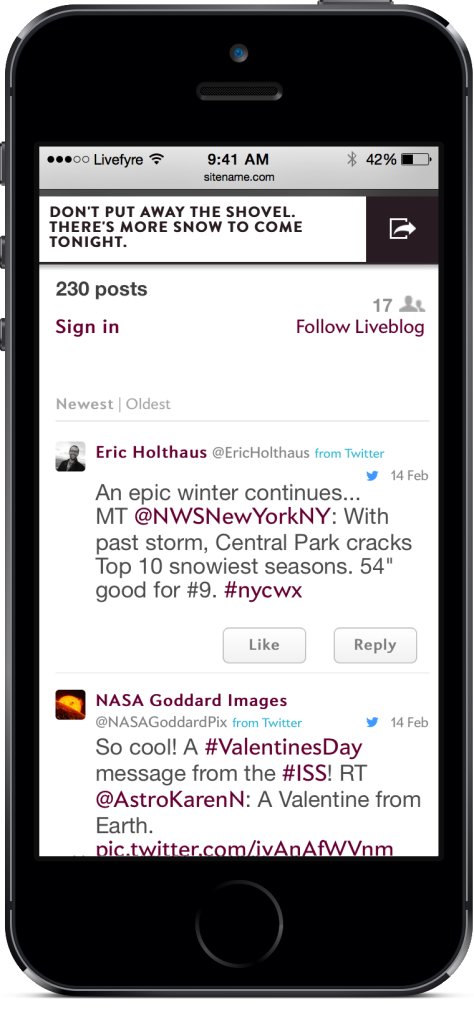 Livefyre 9:41 AM 42%
sitename.com
DON'T PUT AWAY THE SHOVEL.
THERE'S MORE SNOW TO COME
TONIGHT.
230 posts
17
Sign in Follow Liveblog
Newest | Oldest
Eric Holthaus @EricHolthaus from Twitter
14 Feb
An epic winter continues...
MT @NWSNewYorkNY: With
past storm, Central Park cracks
Top 10 snowiest seasons. 54"
good for #9. #nycwx
Like Reply
NASA Goddard Images
@NASAGoddardPix from Twitter 14 Feb
So cool! A #ValentinesDay
message from the #ISS! RT
@AstroKarenN: A Valentine from
Earth.
pic.twitter.com/ivAnAfWVnm